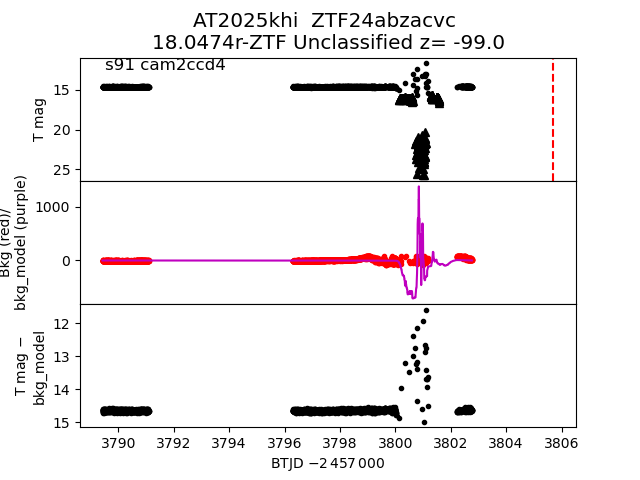 AT2025khi  ZTF24abzacvc
18.0474r-ZTF Unclassified z= -99.0
s91 cam2ccd4
T mag
15
20
25
Bkg (red)/
bkg_model (purple)
1000
0
T mag −
bkg_model
12
13
14
15
3790 3792 3794 3796 3798 3800 3802 3804 3806
BTJD −2 457 000